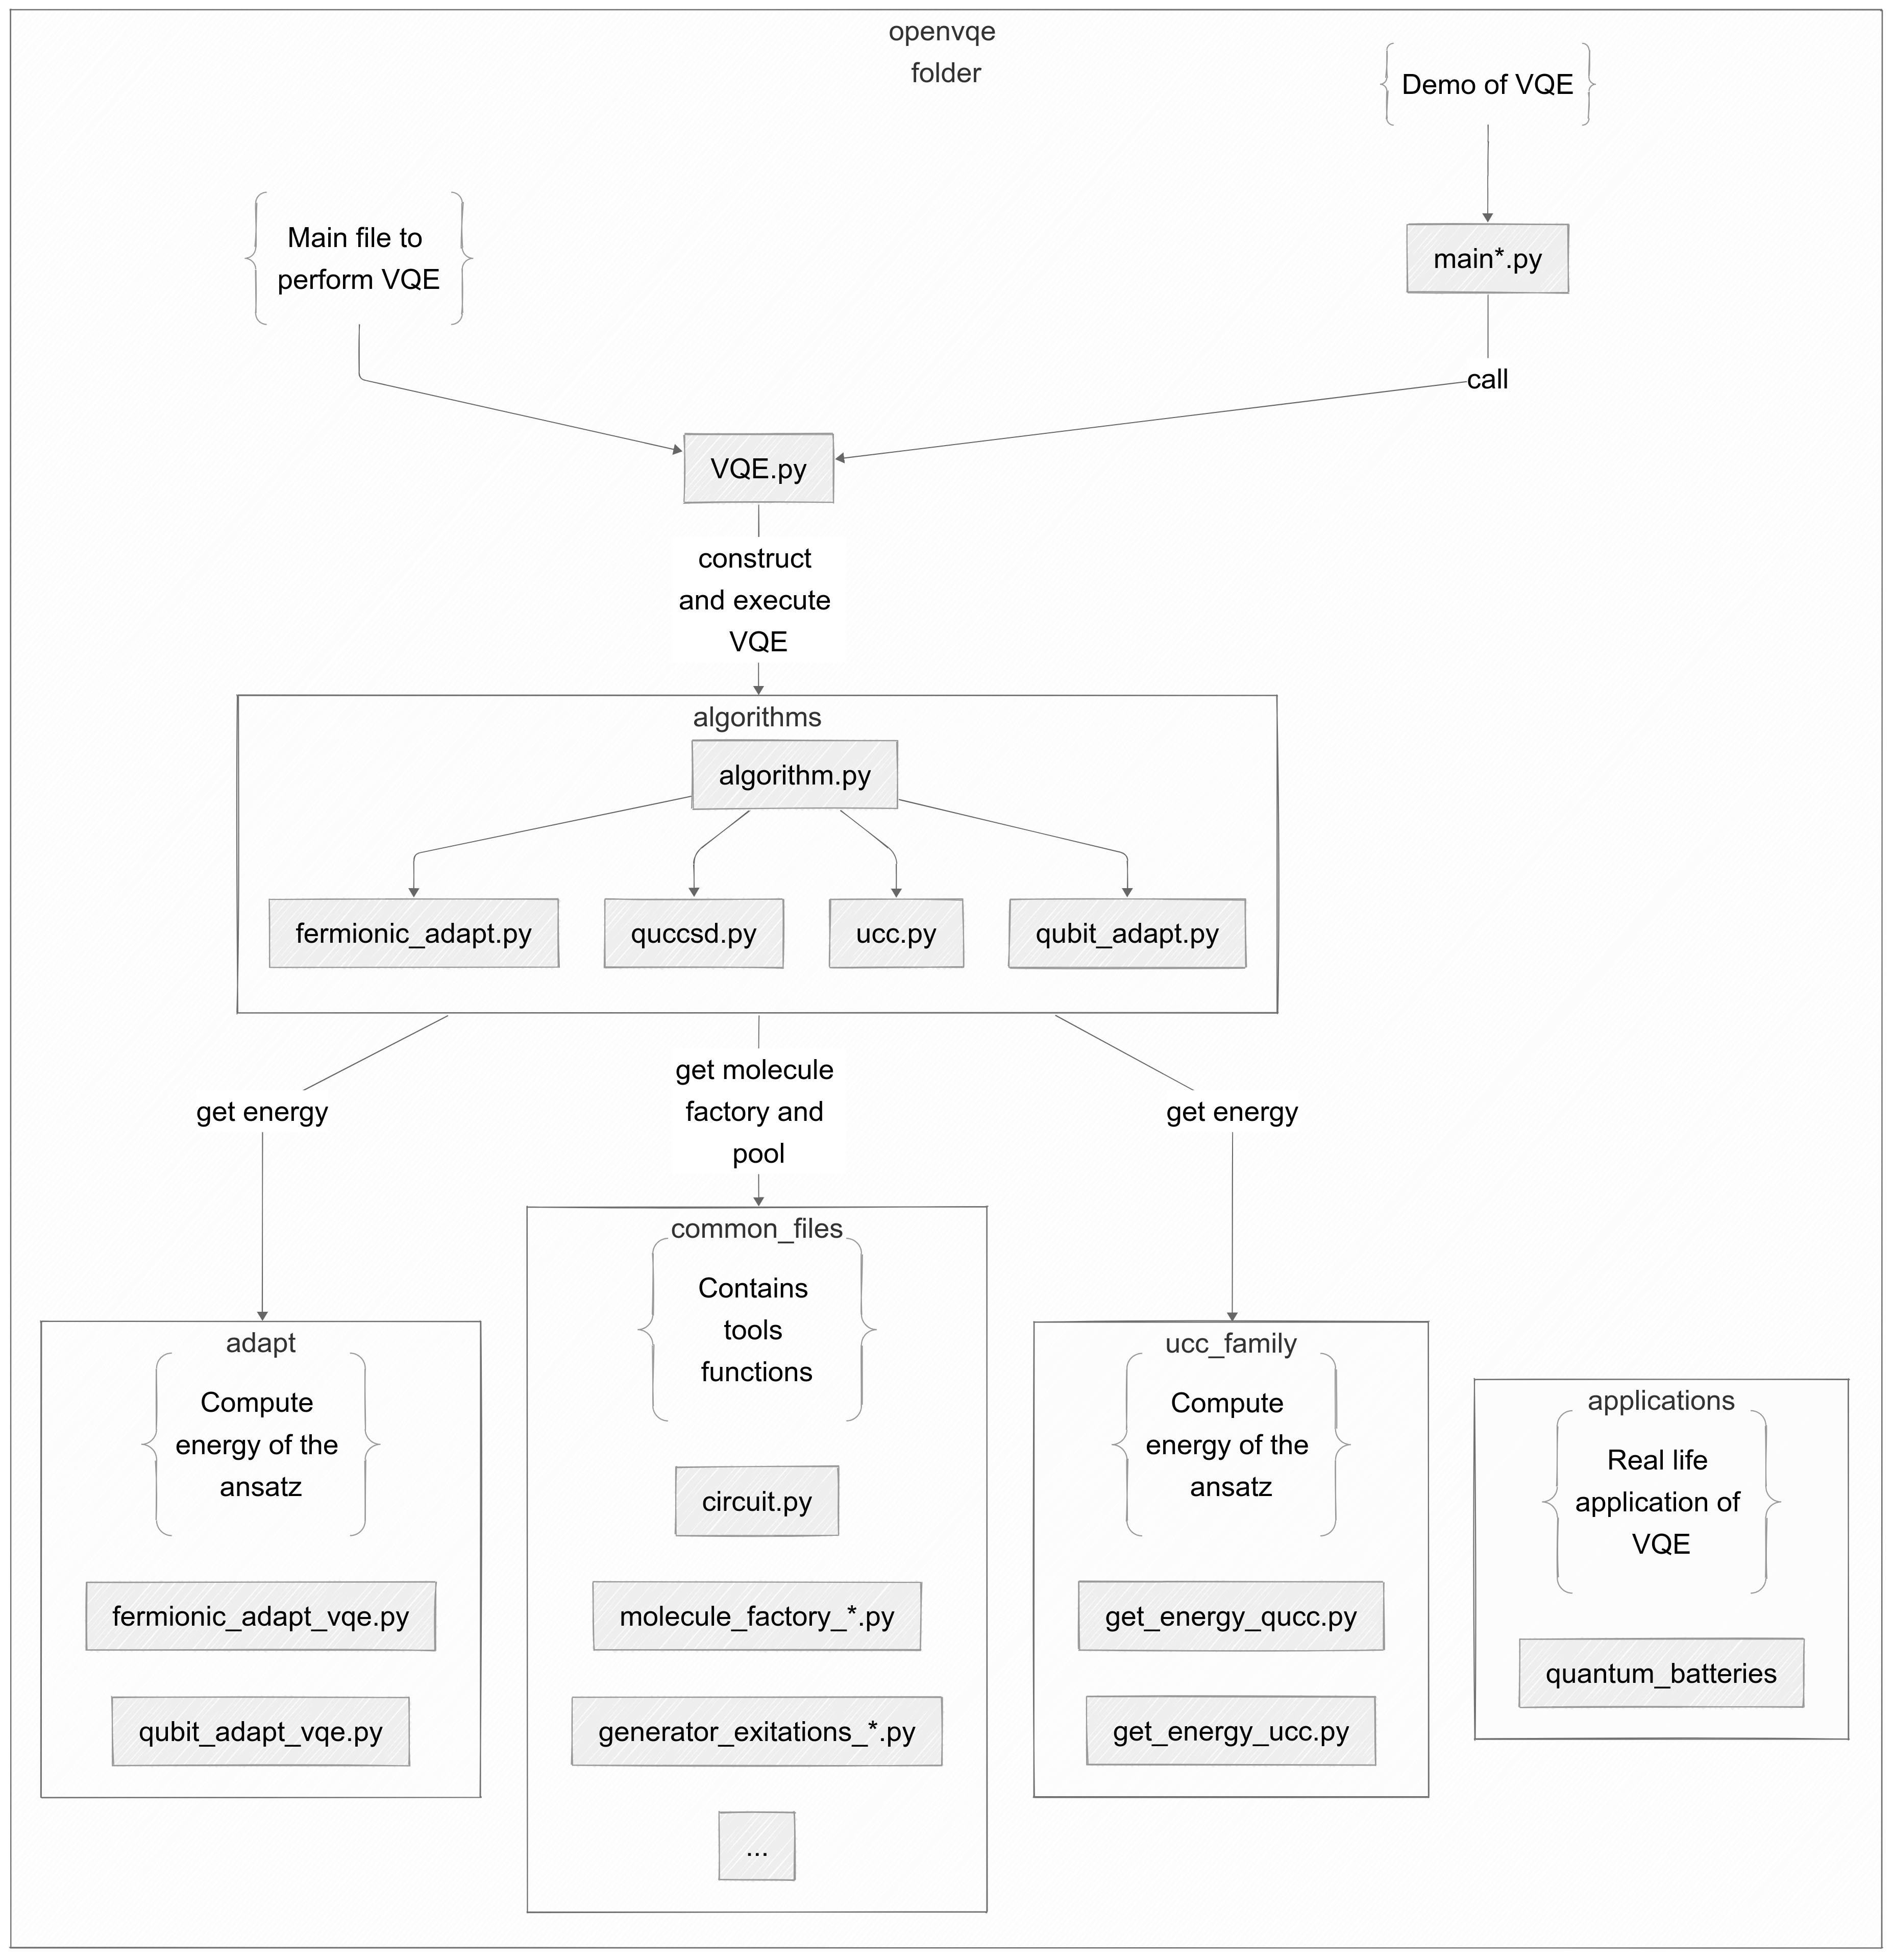 openvqe
folder
Demo of VQE
Main file to
perform VQE
main*.py
call
VQE.py
construct
and execute
VQE
algorithms
algorithm.py
fermionic_adapt.py
quccsd.py
ucc.py
qubit_adapt.py
get energy
get molecule
factory and
pool
get energy
adapt
Compute
energy of the
ansatz
fermionic_adapt_vqe.py
qubit_adapt_vqe.py
common_files
Contains
tools
functions
circuit.py
molecule_factory_*.py
generator_exitations_*.py
...
ucc_family
Compute
energy of the
ansatz
get_energy_qucc.py
get_energy_ucc.py
applications
Real life
application of
VQE
quantum_batteries